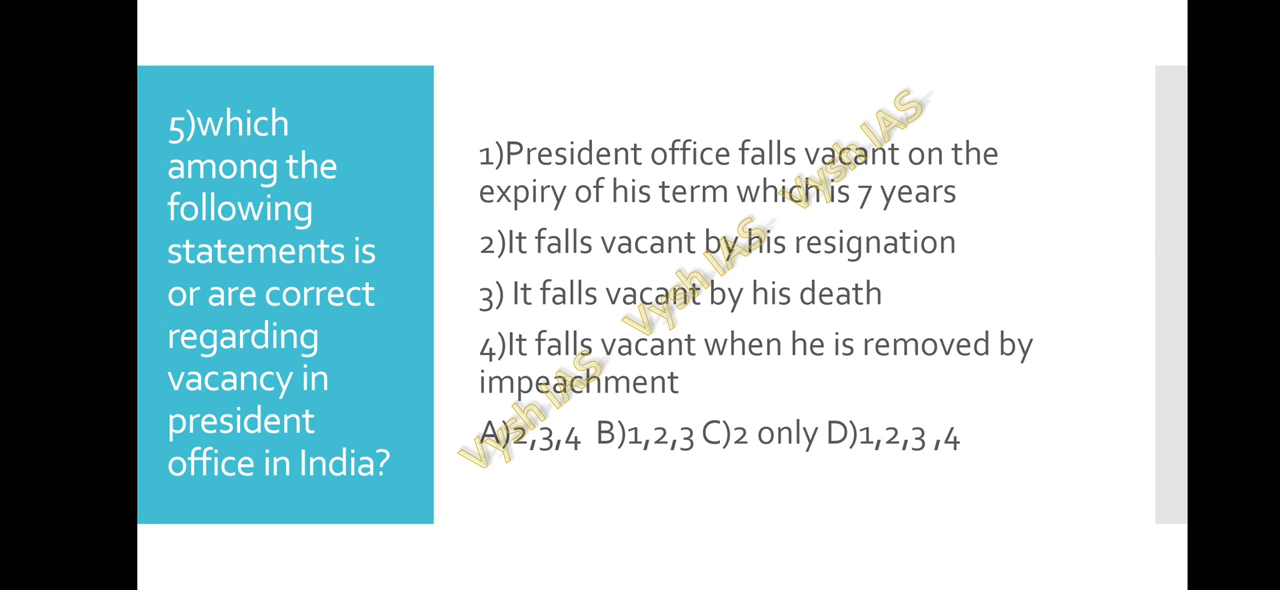 5)which
among the
following
statements is
or are correct
regarding
vacancy in
president
office in India?
1)President office falls vacant on the
expiry of his term which is 7 years
2)It falls vacant by his resignation
3) It falls vacant by his death
4)It falls vacant when he is removed by
impeachment
A)2,3,4 B)1,2,3 C)2 only D)1,2,3 ,4
Vysh IAS Vysh IAS Vysh IAS